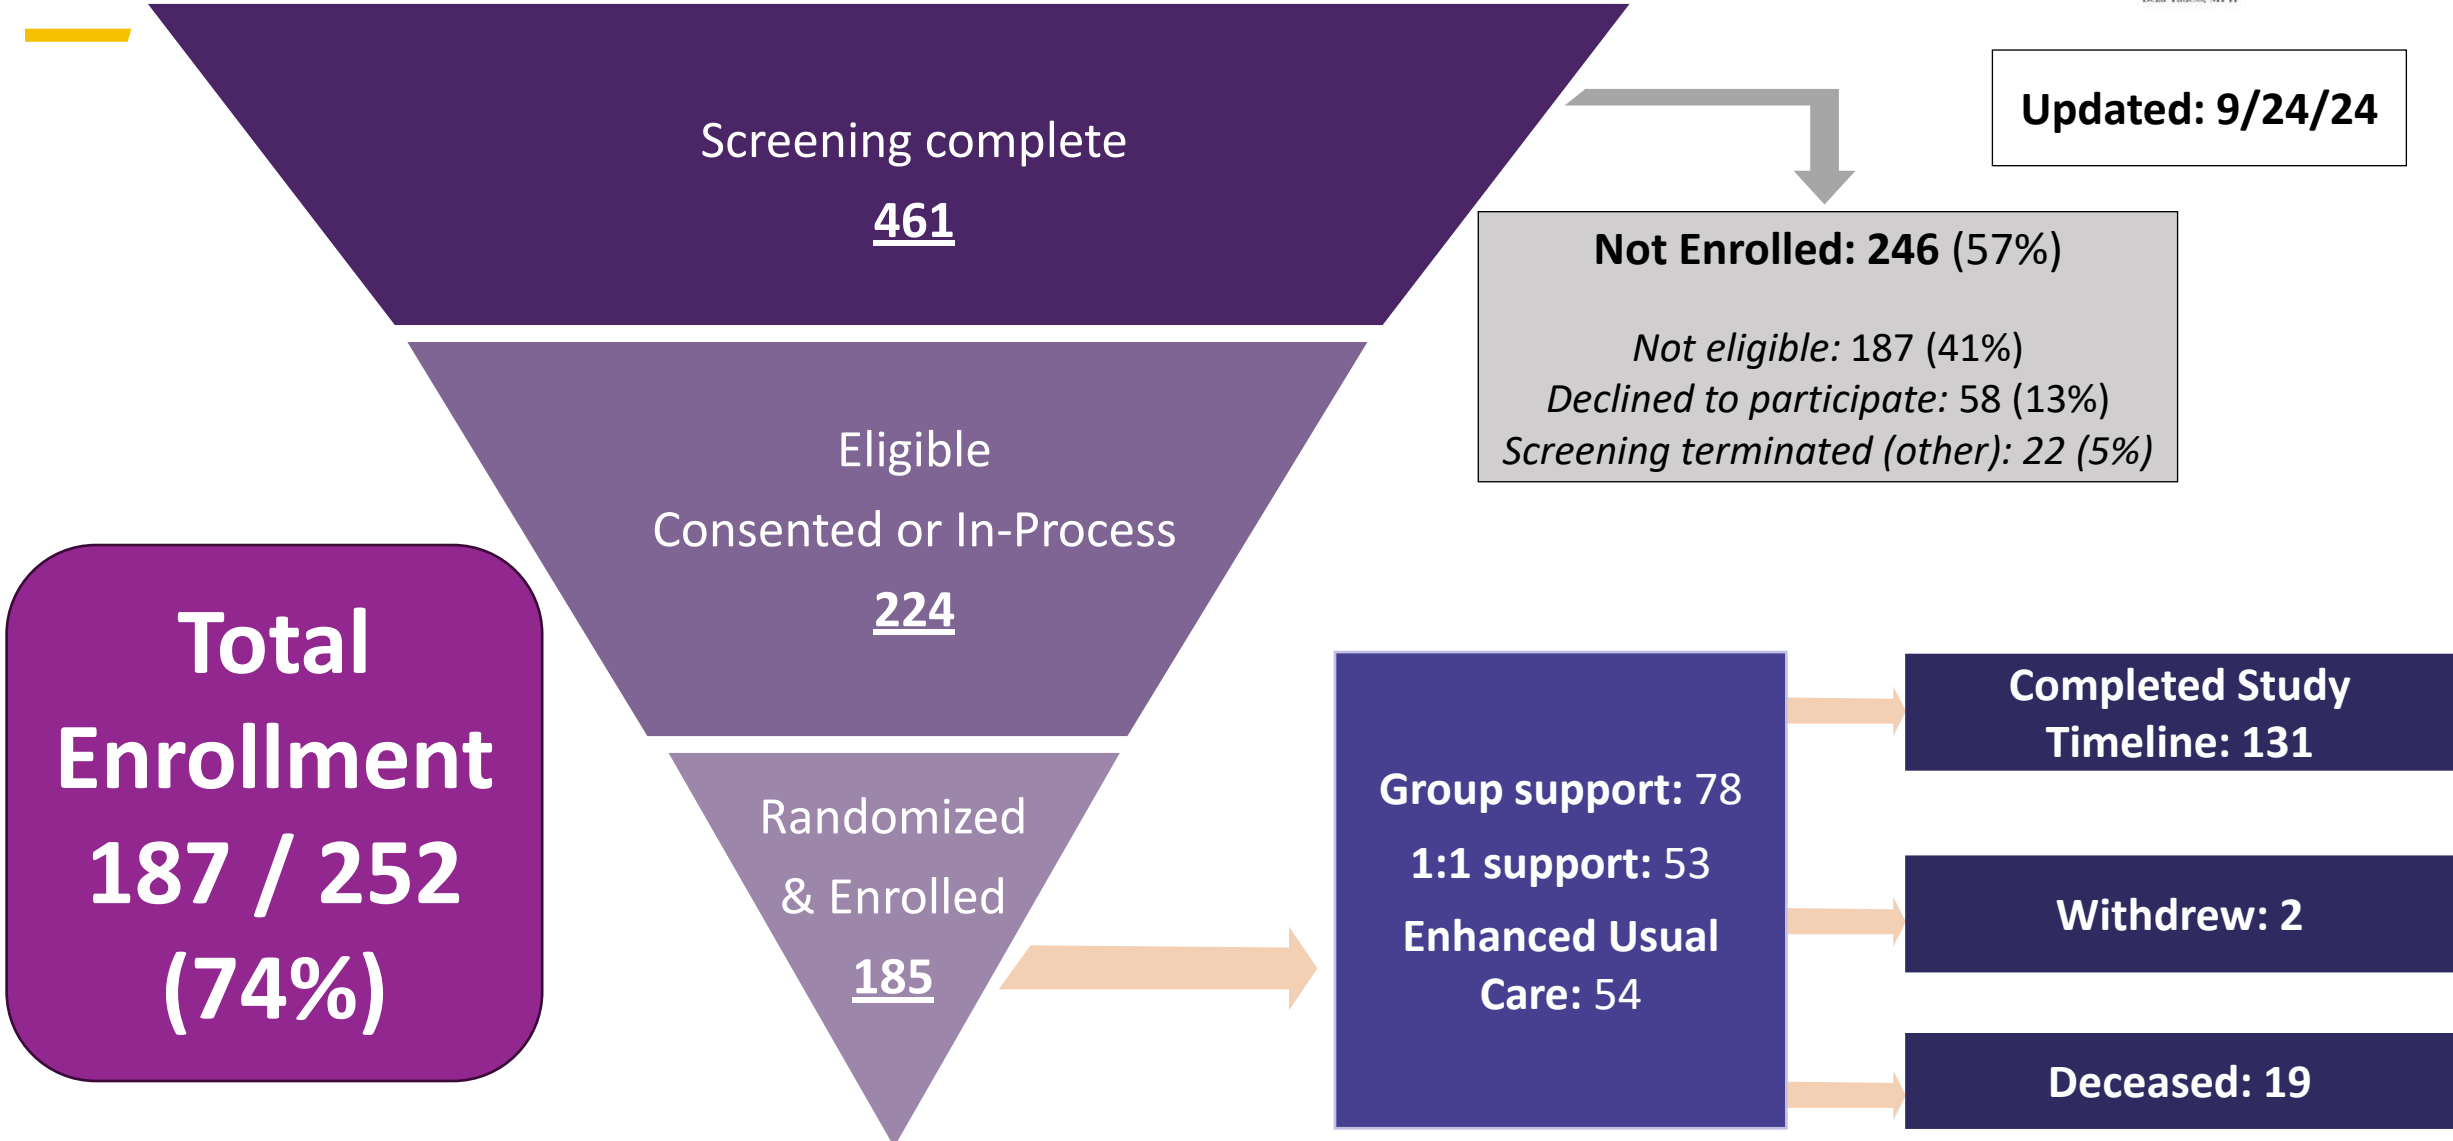 Updated: 9/24/24
Screening complete
461
Not Enrolled: 246 (57%)
Not eligible: 187 (41%)
Declined to participate: 58 (13%)
Screening terminated (other): 22 (5%)
Eligible
Consented or In-Process
224
Total
Enrollment
187 / 252
(74%)
Randomized
& Enrolled
185
Group support: 78
1:1 support: 53
Enhanced Usual
Care: 54
Completed Study
Timeline: 131
Withdrew: 2
Deceased: 19